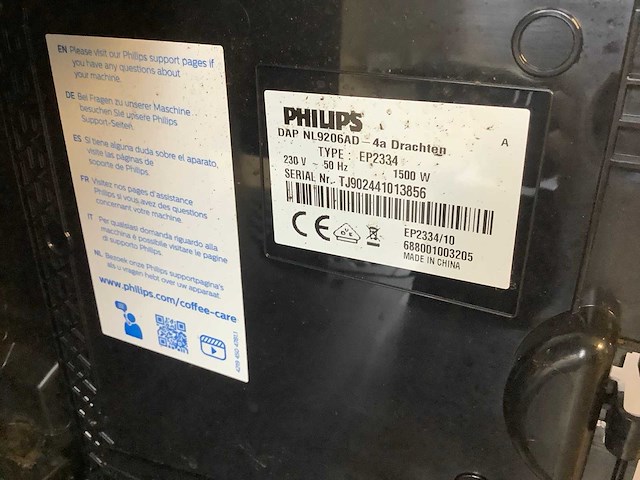 EN Please visit our Philips support pages if
you have any questions about
your machine.
DE Bei Fragen zu unserer Maschine
besuchen Sie unsere Philips
Support-Seiten.
ES Si tiene alguna duda sobre el aparato,
visite las páginas de
soporte de Philips.
FR Visitez nos pages d'assistance
Philips si vous avez des questions
concernant votre machine.
IT Per qualsiasi domanda riguardo alla
macchina è possibile visitare le pagine
di supporto Philips.
NL Bezoek onze Philips supportpagina's
als u vragen hebt over uw apparaat.
www.philips.com/coffee-care
PHILIPS
DAP NL9206AD - 4a Drachten
A
TYPE: EP2334
230 V ~ 50 Hz 1500 W
SERIAL Nr. TJ902441013856
CE
EP2334/10
688001003205
MADE IN CHINA